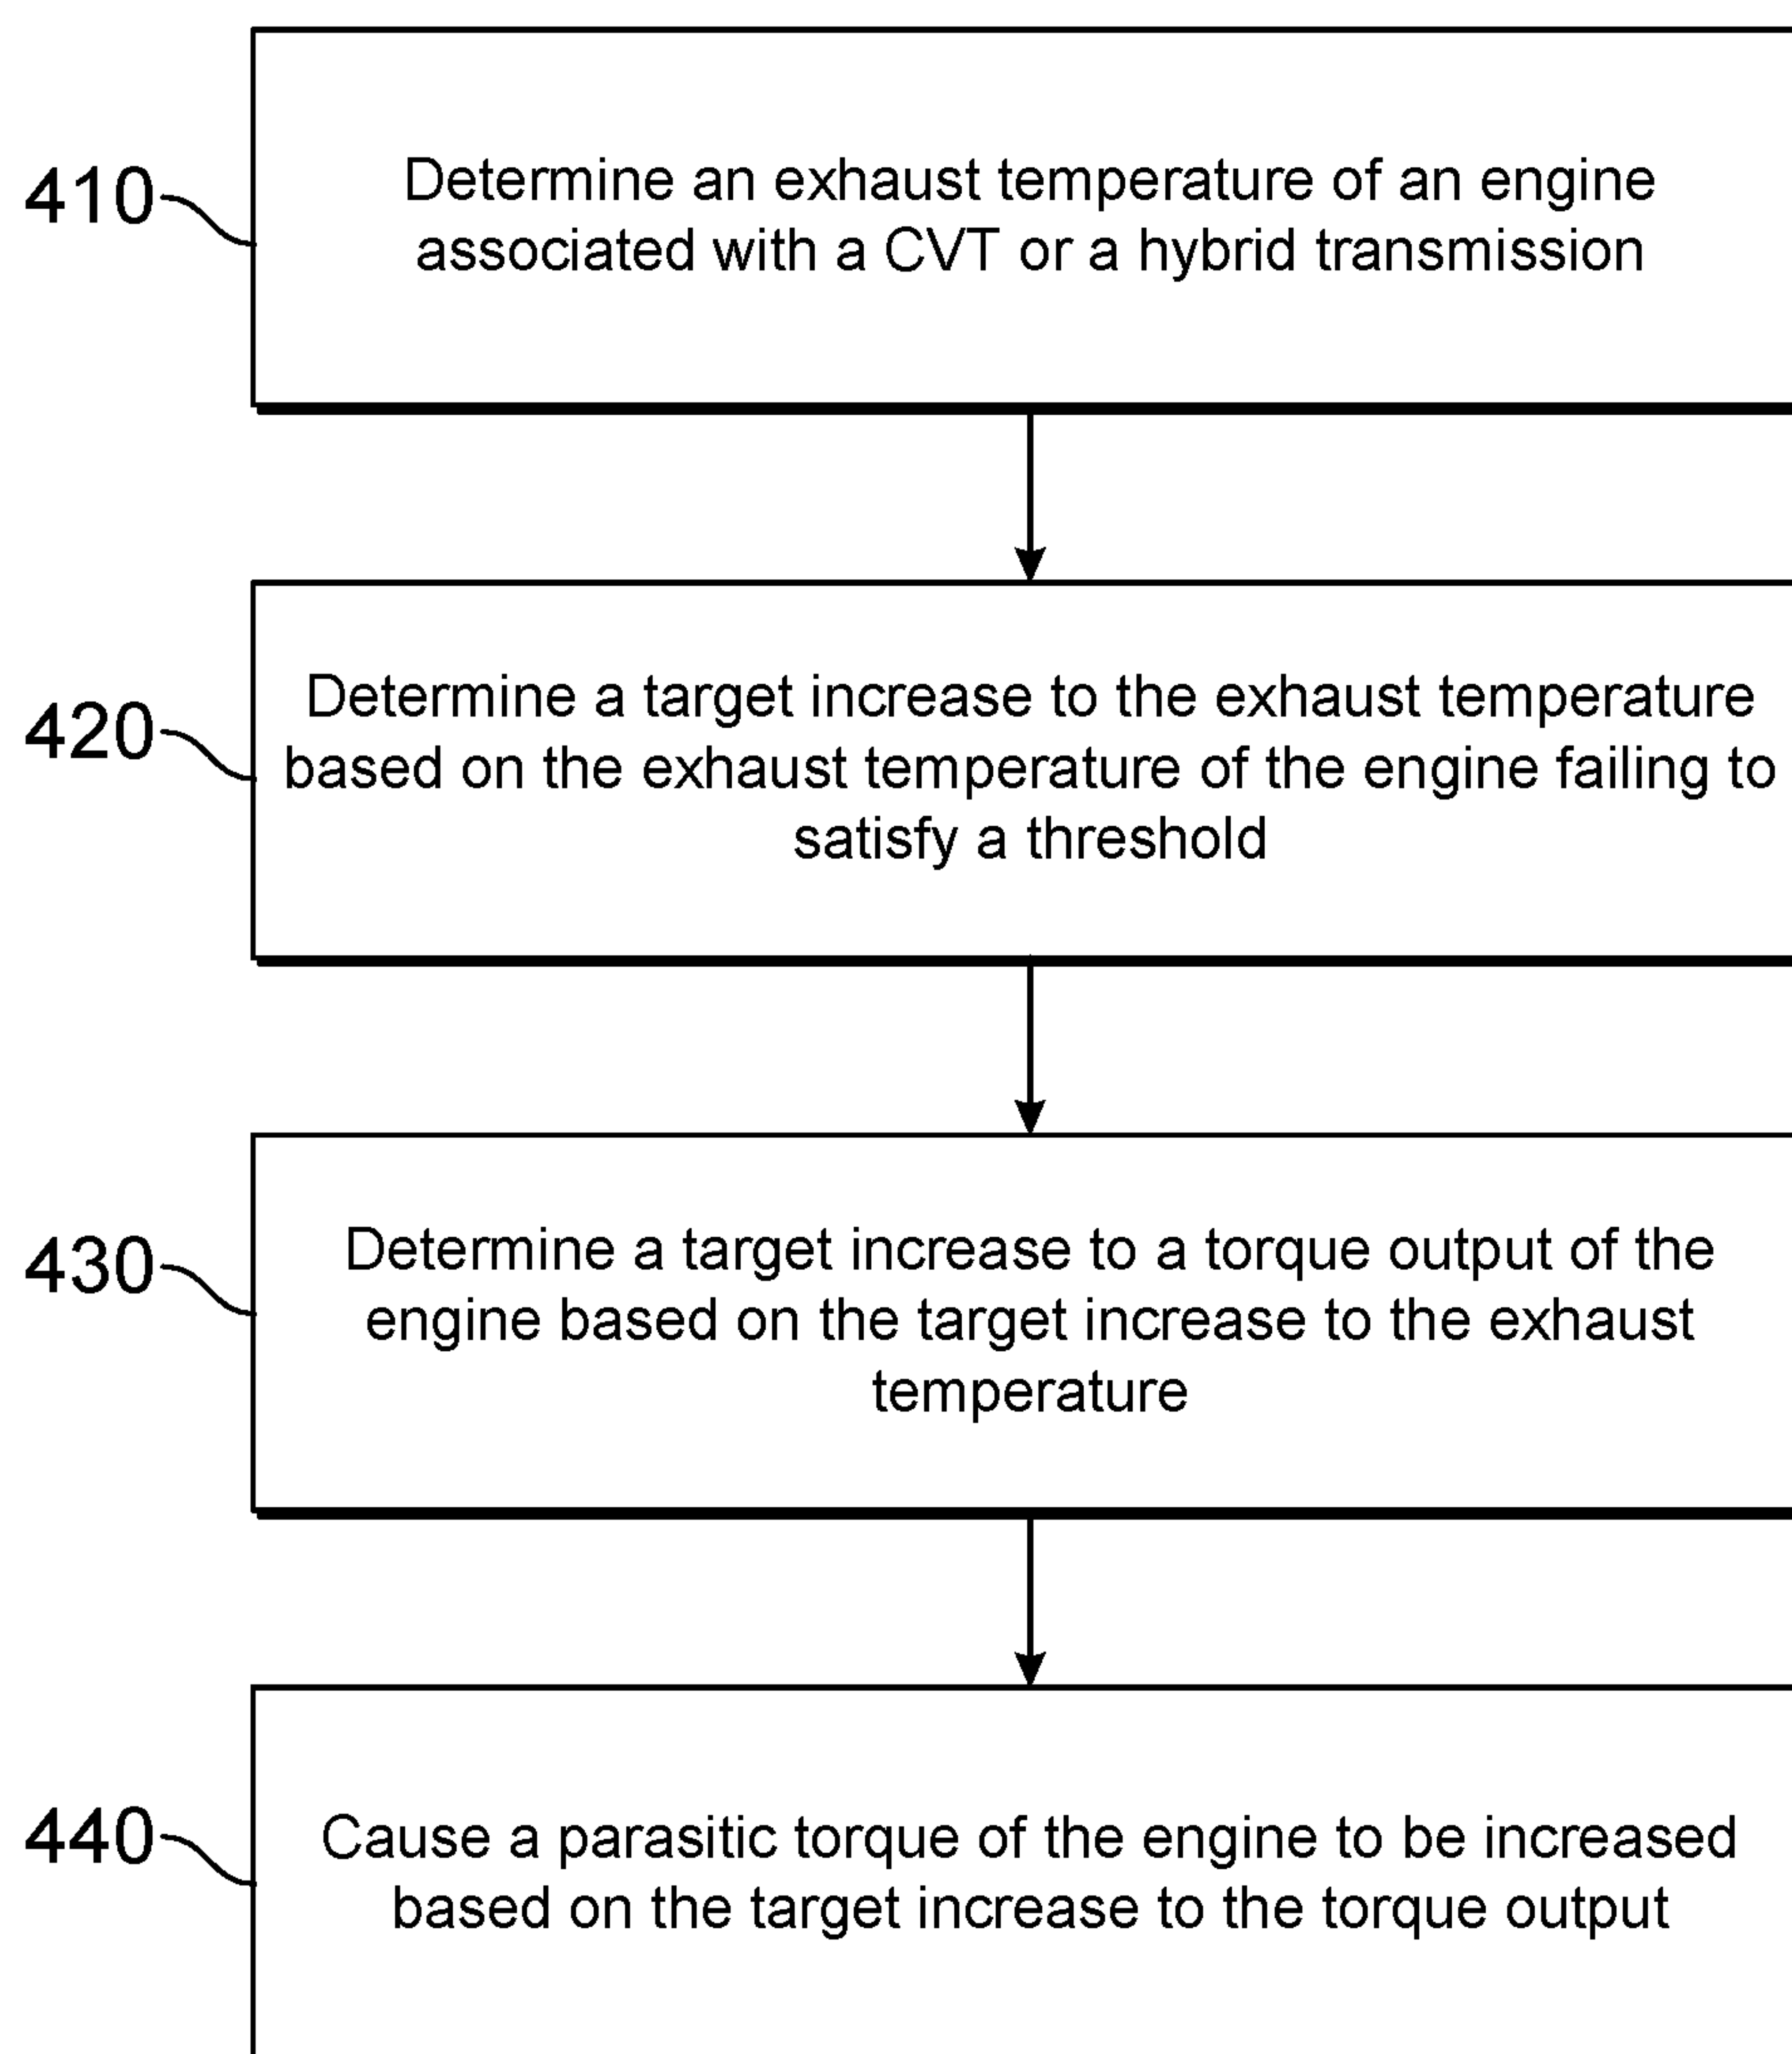 410
Determine an exhaust temperature of an engine
associated with a CVT or a hybrid transmission
420
Determine a target increase to the exhaust temperature
based on the exhaust temperature of the engine failing to
satisfy a threshold
430
Determine a target increase to a torque output of the
engine based on the target increase to the exhaust
temperature
440
Cause a parasitic torque of the engine to be increased
based on the target increase to the torque output